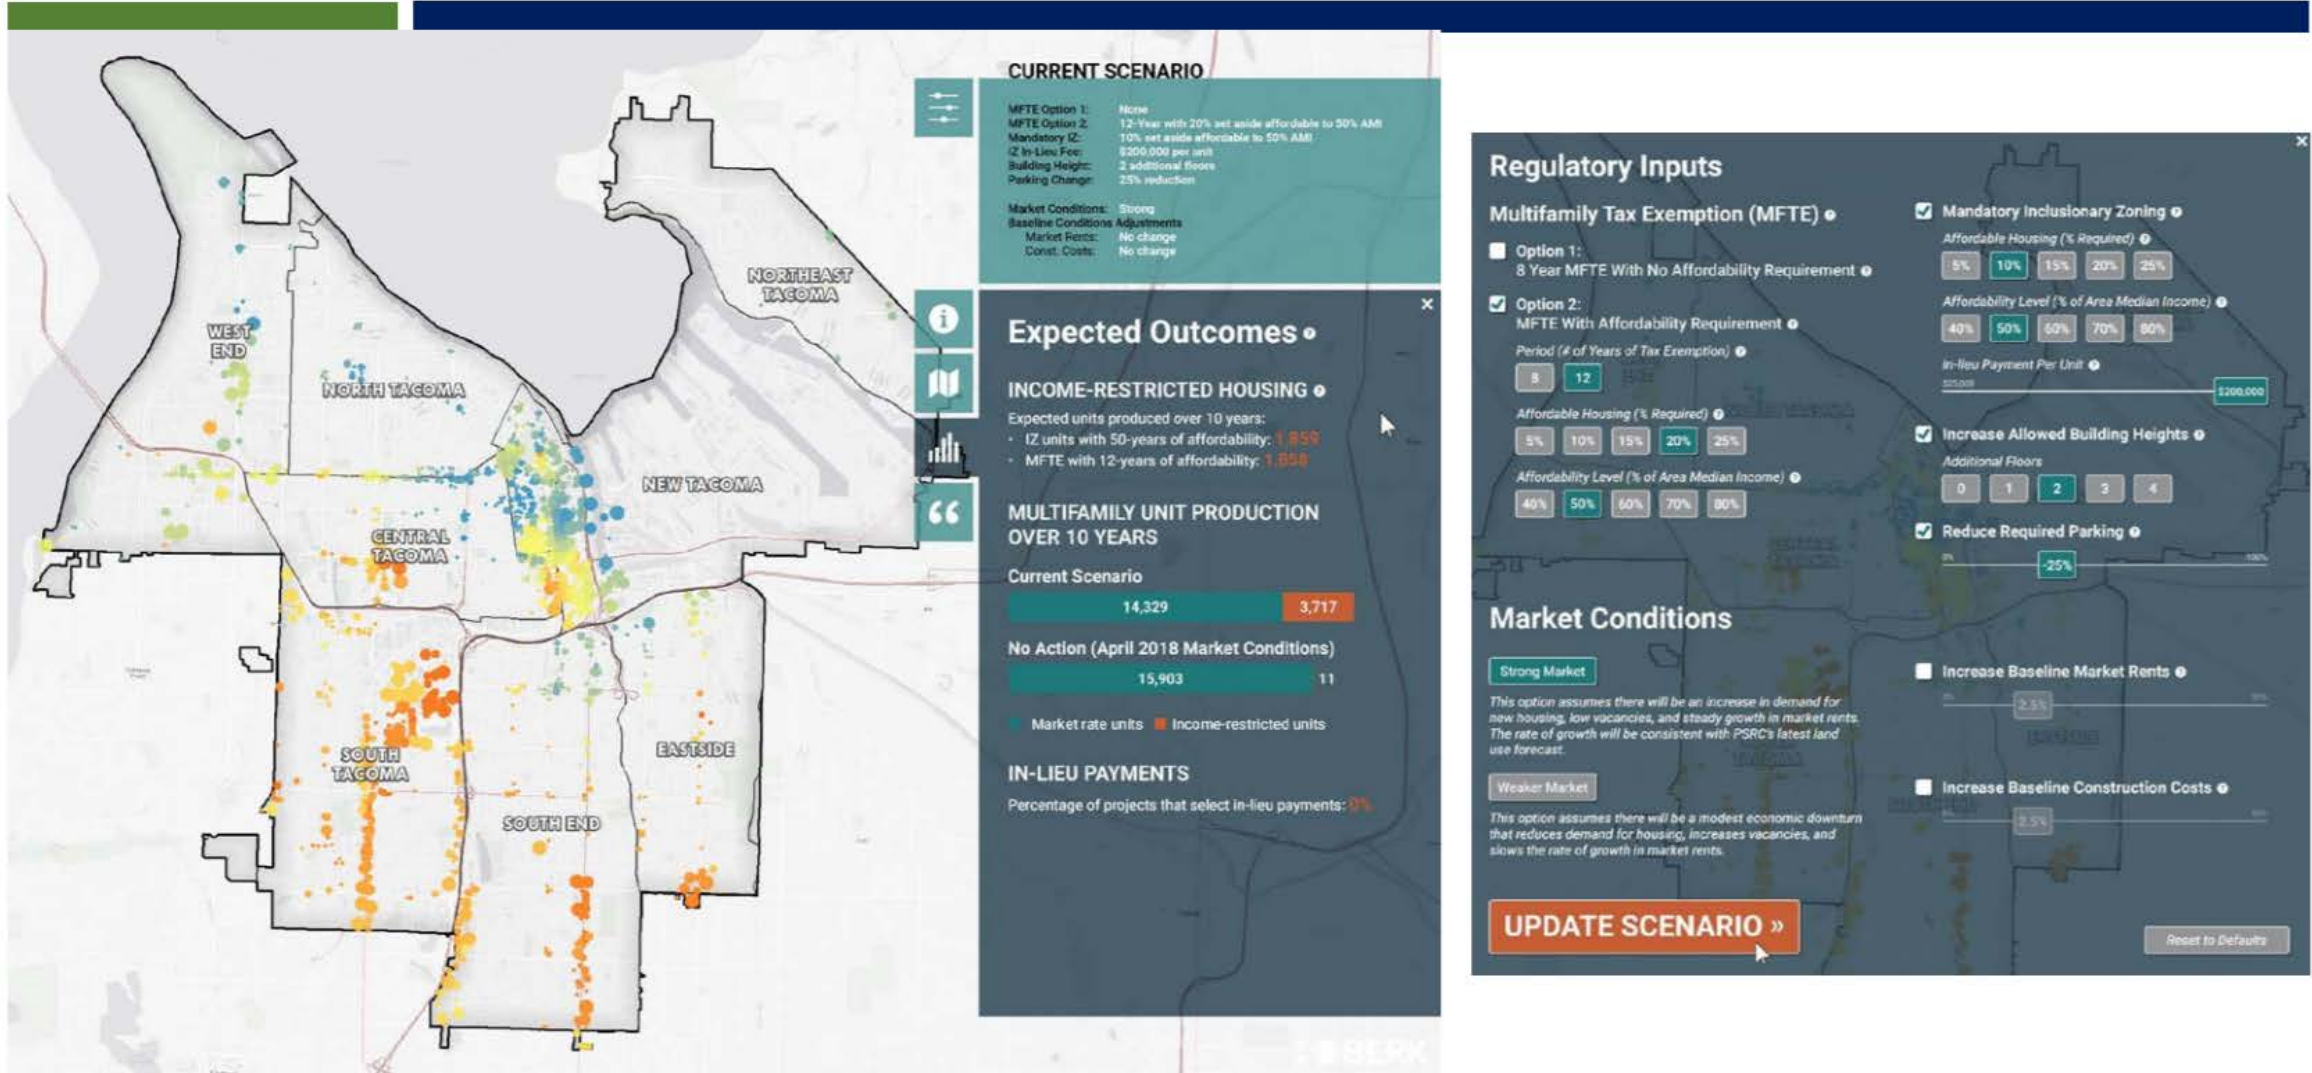 WEST
END
NORTH TACOMA
NORTHEAST
TACOMA
NEW TACOMA
CENTRAL
TACOMA
SOUTH
TACOMA
SOUTH END
EASTSIDE
CURRENT SCENARIO
MFTE Option 1: None
MFTE Option 2: 12-Year with 20% set aside affordable to 50% AMI
Mandatory IZ: 10% set aside affordable to 50% AMI
IZ In-Lieu Fee: $200,000 per unit
Building Height: 2 additional floors
Parking Change: 25% reduction
Market Conditions: Strong
Baseline Conditions Adjustments
Market Rents: No change
Const. Costs: No change
Expected Outcomes
INCOME-RESTRICTED HOUSING
Expected units produced over 10 years:
- IZ units with 50-years of affordability: 1,859
- MFTE with 12-years of affordability: 1,858
MULTIFAMILY UNIT PRODUCTION
OVER 10 YEARS
Current Scenario
14,329 3,717
No Action (April 2018 Market Conditions)
15,903 11
Market rate units Income-restricted units
IN-LIEU PAYMENTS
Percentage of projects that select in-lieu payments: 0%
BERK
Regulatory Inputs
Multifamily Tax Exemption (MFTE)
Option 1:
8 Year MFTE With No Affordability Requirement
Option 2:
MFTE With Affordability Requirement
Period (# of Years of Tax Exemption)
8 12
Affordable Housing (% Required)
5% 10% 15% 20% 25%
Affordability Level (% of Area Median Income)
40% 50% 60% 70% 80%
Mandatory Inclusionary Zoning
Affordable Housing (% Required)
5% 10% 15% 20% 25%
Affordability Level (% of Area Median Income)
40% 50% 60% 70% 80%
In-lieu Payment Per Unit
$200,000
Increase Allowed Building Heights
Additional Floors
0 1 2 3 4
Reduce Required Parking
0% -25% 100%
Market Conditions
Strong Market
This option assumes there will be an increase in demand for
new housing, low vacancies, and steady growth in market rents.
The rate of growth will be consistent with PSRC's latest land
use forecast.
Weaker Market
This option assumes there will be a modest economic downturn
that reduces demand for housing, increases vacancies, and
slows the rate of growth in market rents.
Increase Baseline Market Rents
2.5%
Increase Baseline Construction Costs
2.5%
UPDATE SCENARIO »
Reset to Defaults